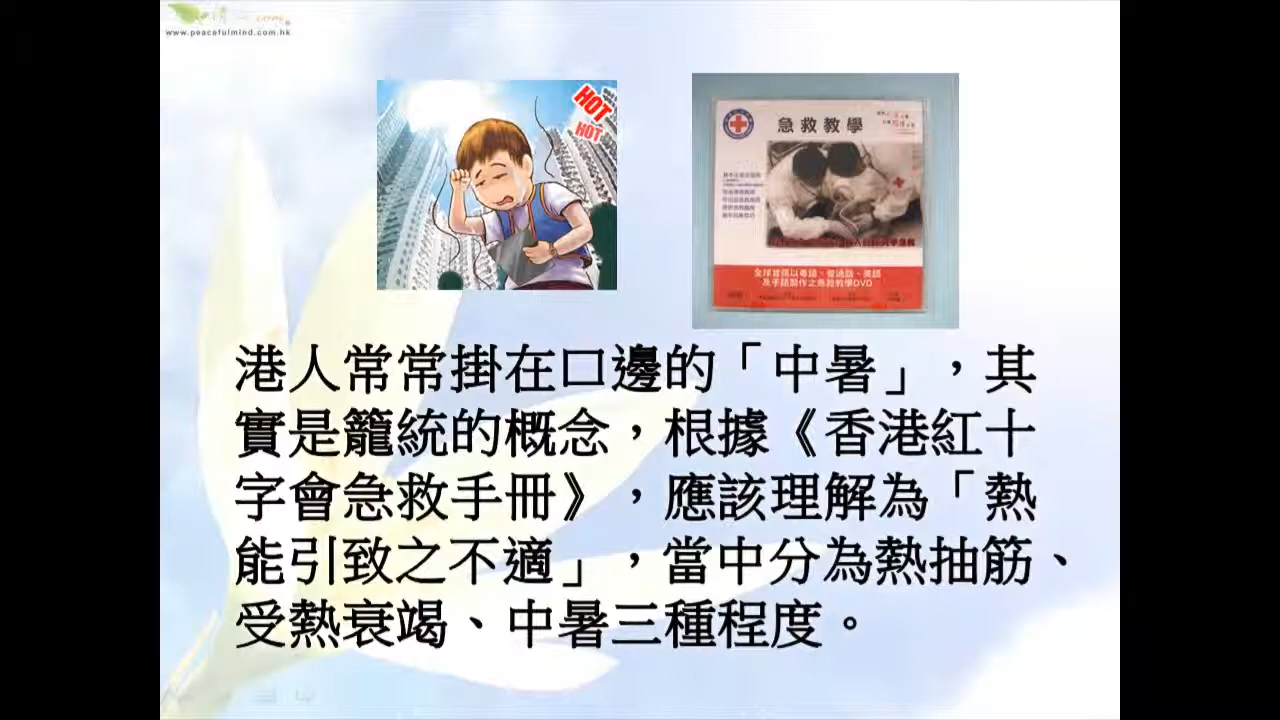 www.peacefulmind.com.hk
HOT
HOT
急救教學
全球首張以粵語、普通話、英語
及手語製作之急救教學DVD
港人常常掛在口邊的「中暑」，其
實是籠統的概念，根據《香港紅十
字會急救手冊》，應該理解為「熱
能引致之不適」，當中分為熱抽筋、
受熱衰竭、中暑三種程度。